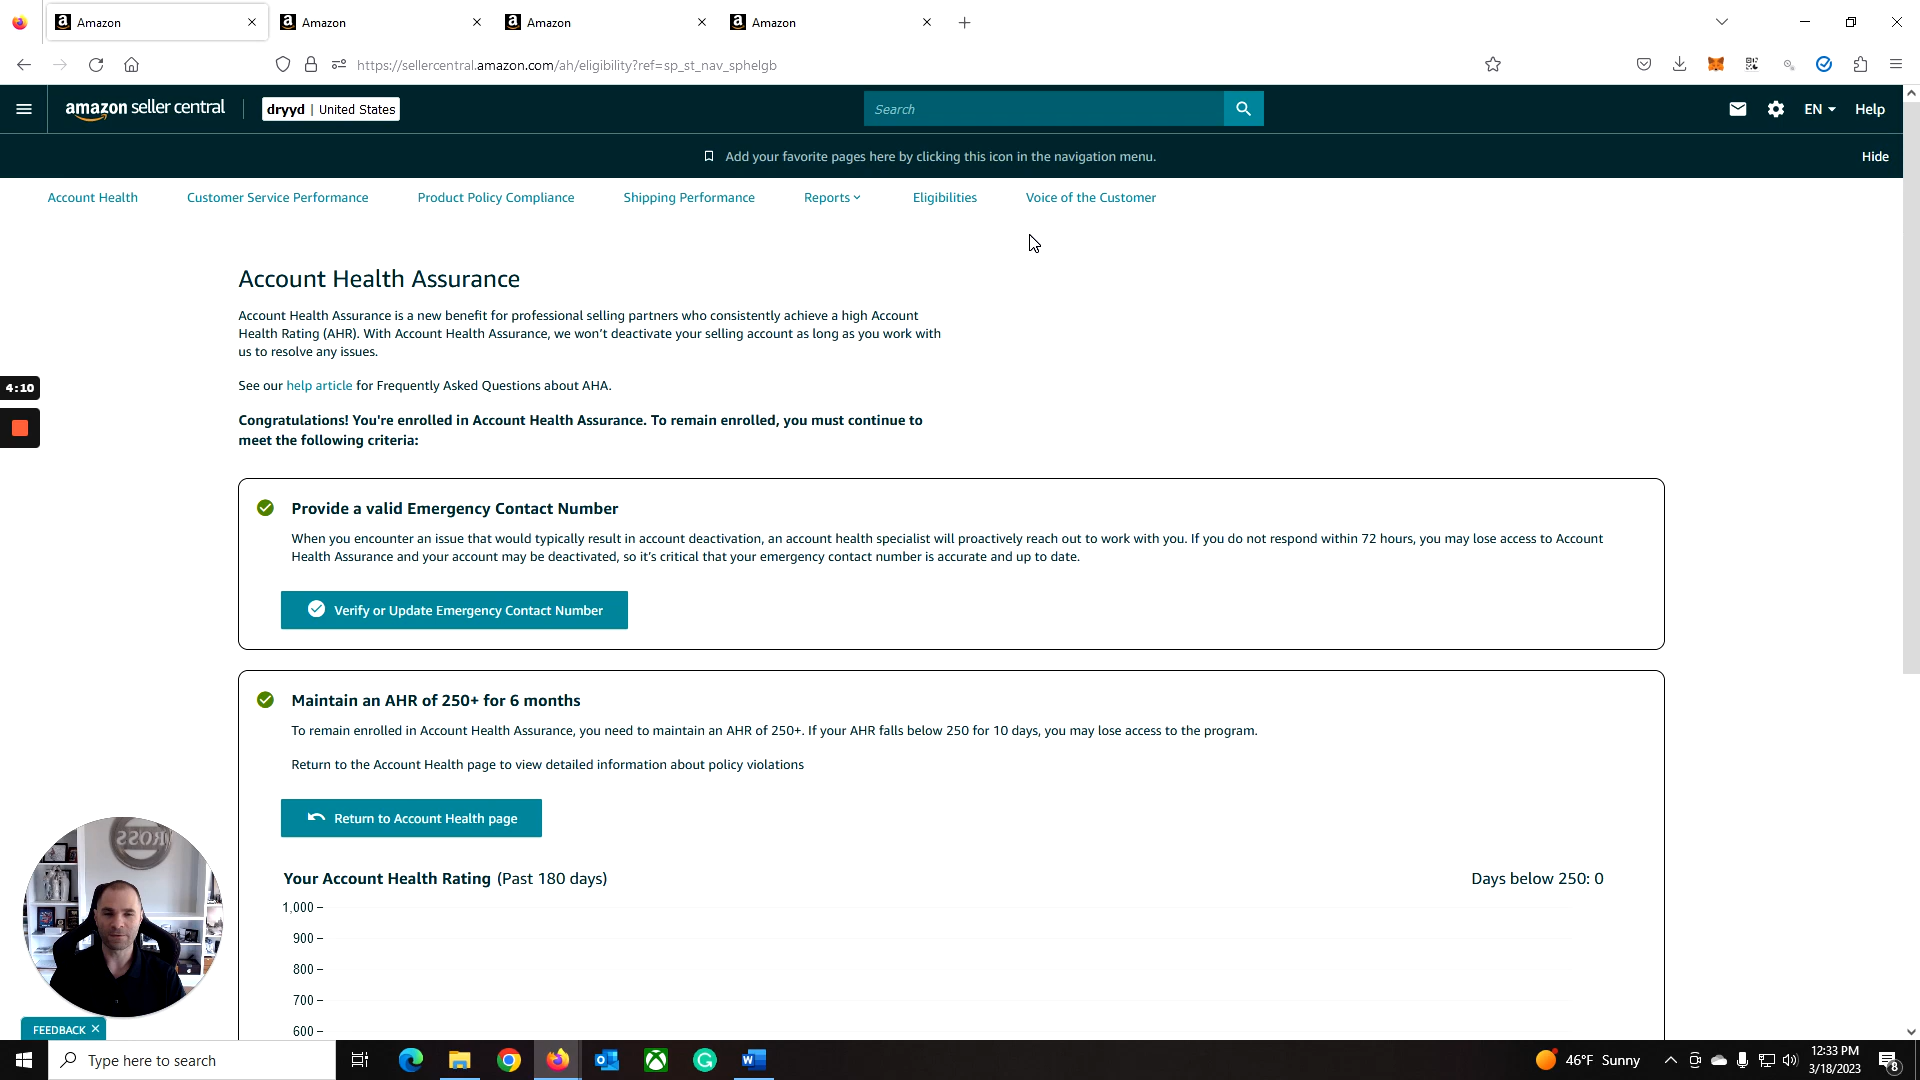 Amazon
Amazon
Amazon
Amazon
https://sellercentral.amazon.com/ah/eligibility?ref=sp_st_nav_sphelgb
amazon seller central
dryyd | United States
Search
EN
Help
Add your favorite pages here by clicking this icon in the navigation menu.
Hide
Account Health
Customer Service Performance
Product Policy Compliance
Shipping Performance
Reports
Eligibilities
Voice of the Customer
Account Health Assurance
Account Health Assurance is a new benefit for professional selling partners who consistently achieve a high Account
Health Rating (AHR). With Account Health Assurance, we won't deactivate your selling account as long as you work with
us to resolve any issues.
See our help article for Frequently Asked Questions about AHA.
4:10
Congratulations! You're enrolled in Account Health Assurance. To remain enrolled, you must continue to
meet the following criteria:
Provide a valid Emergency Contact Number
When you encounter an issue that would typically result in account deactivation, an account health specialist will proactively reach out to work with you. If you do not respond within 72 hours, you may lose access to Account
Health Assurance and your account may be deactivated, so it's critical that your emergency contact number is accurate and up to date.
Verify or Update Emergency Contact Number
Maintain an AHR of 250+ for 6 months
To remain enrolled in Account Health Assurance, you need to maintain an AHR of 250+. If your AHR falls below 250 for 10 days, you may lose access to the program.
Return to the Account Health page to view detailed information about policy violations
Return to Account Health page
Your Account Health Rating (Past 180 days)
Days below 250: 0
1,000
900
800
700
600
ROSS
FEEDBACK
Type here to search
46°F Sunny
12:33 PM
3/18/2023
8